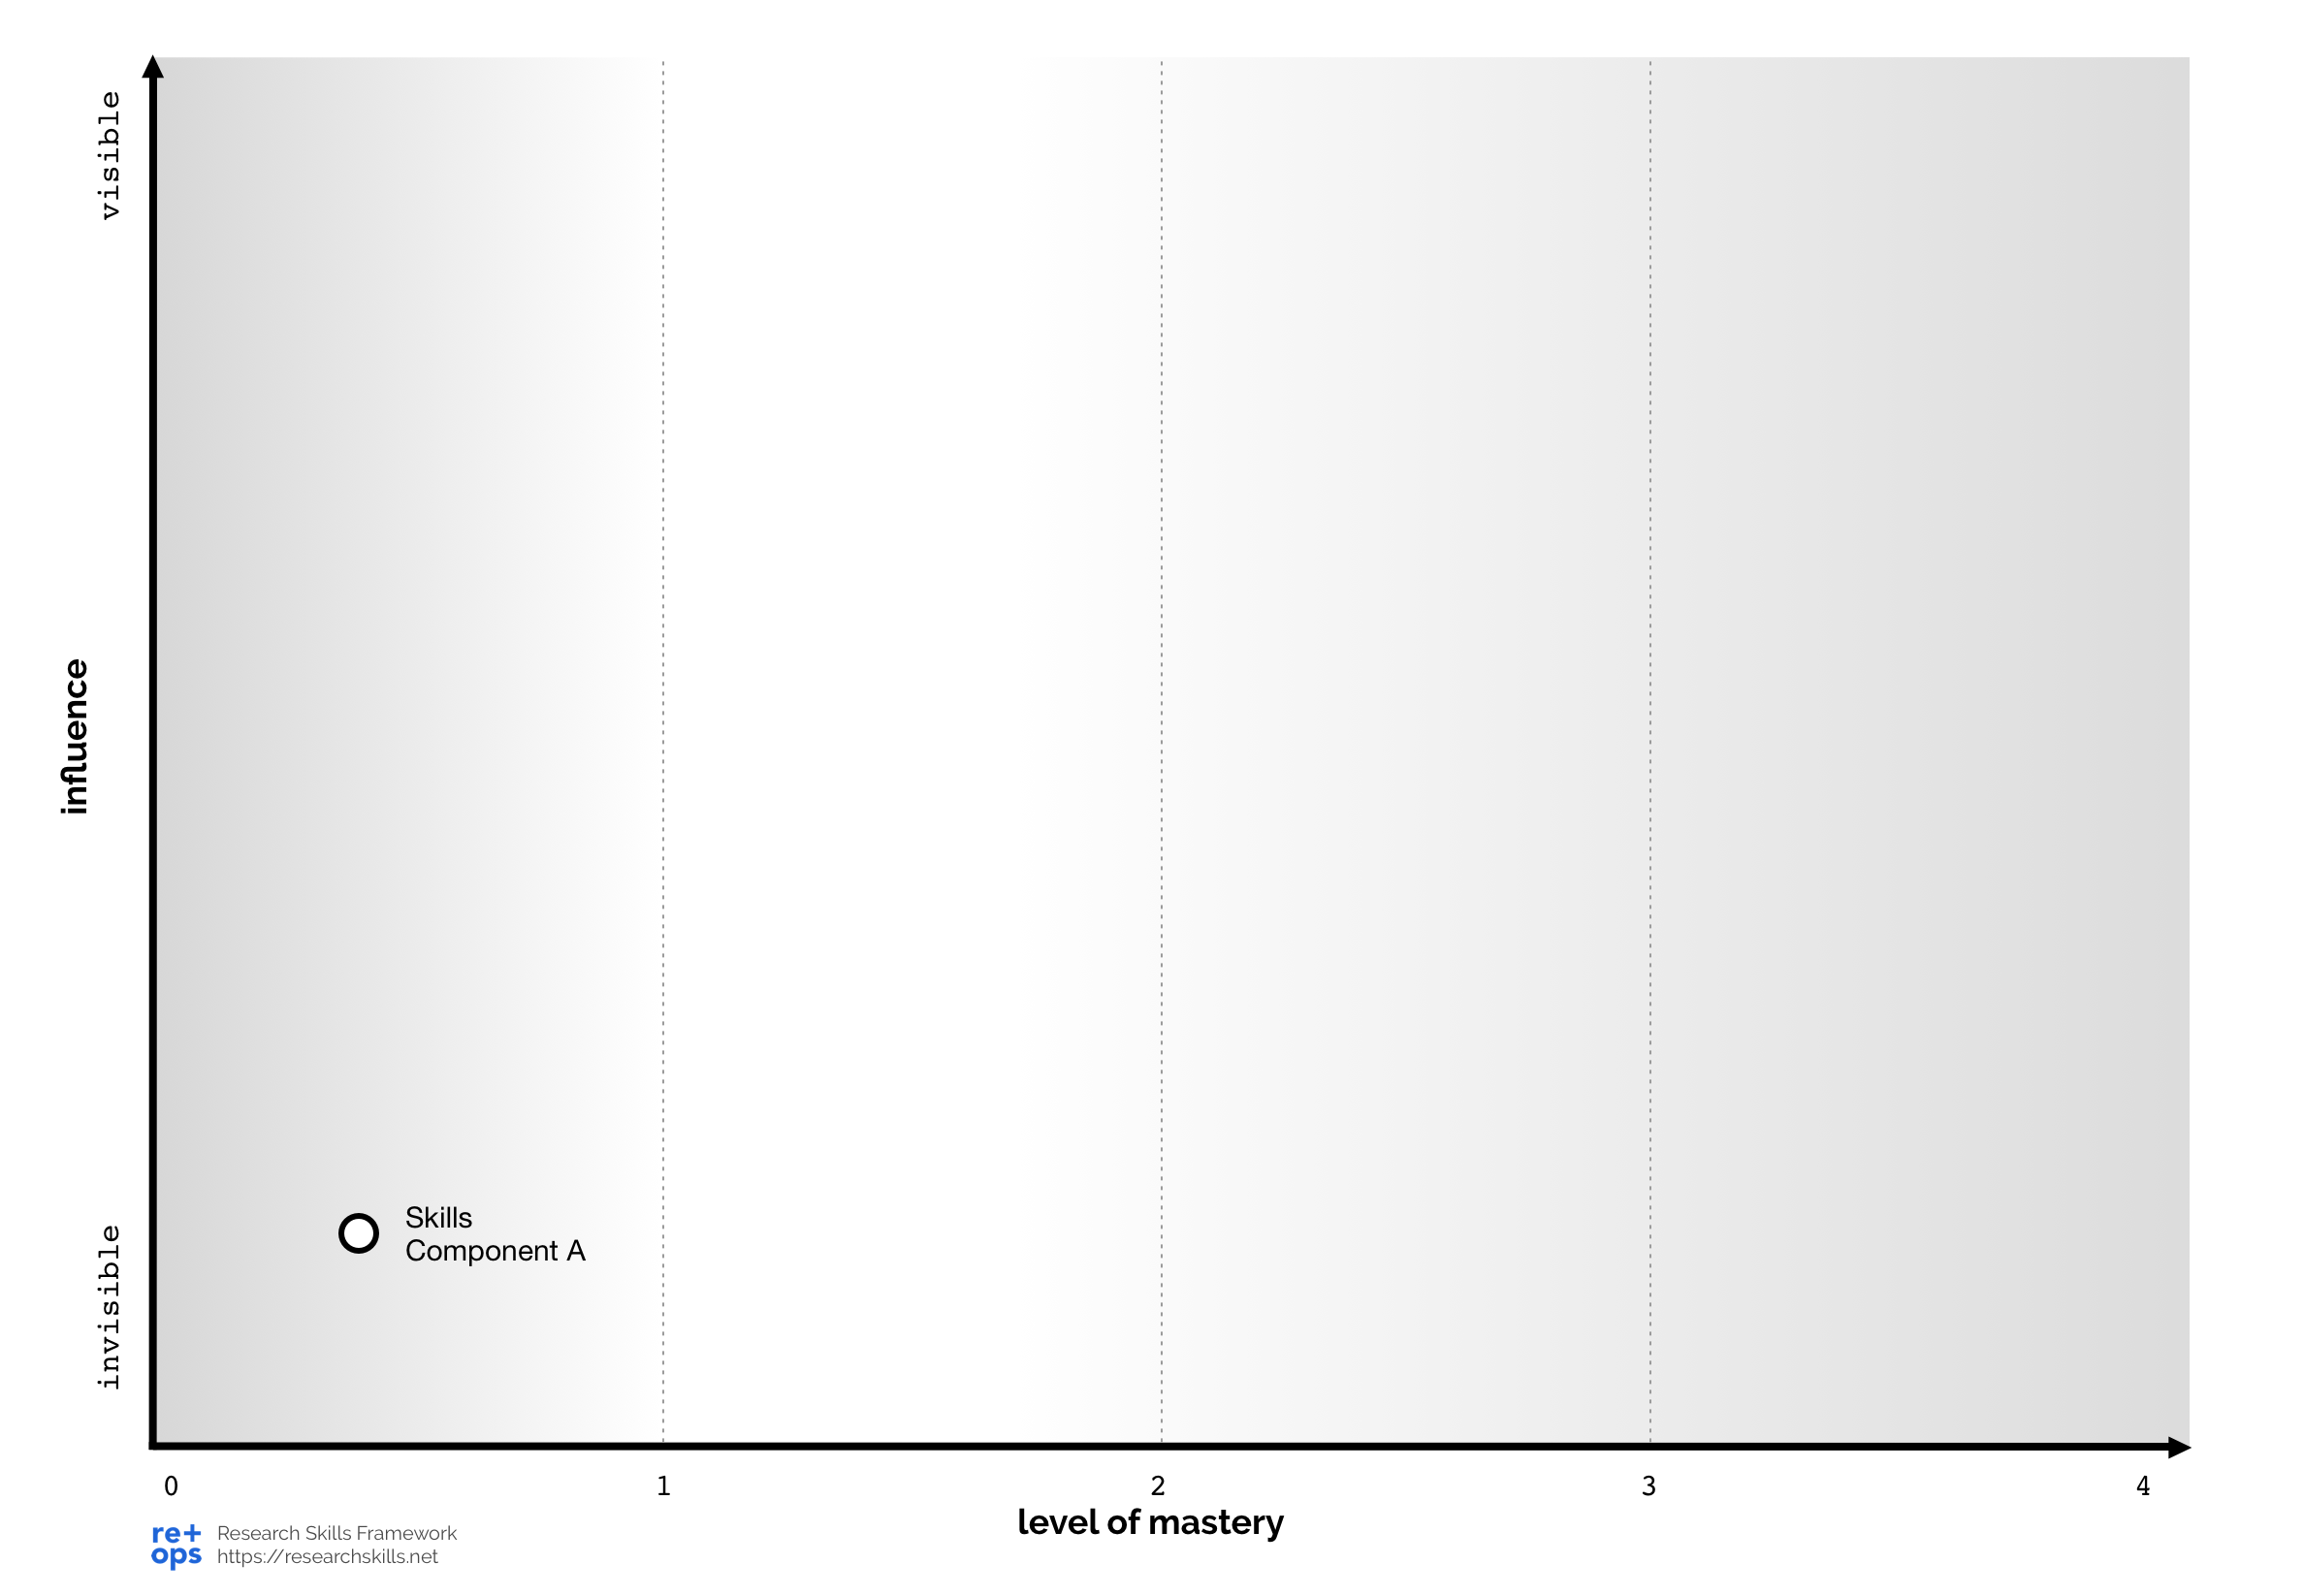 visible
influence
invisible
Skills
Component A
0 1 2 3 4
level of mastery
re+
ops
Research Skills Framework
https://researchskills.net